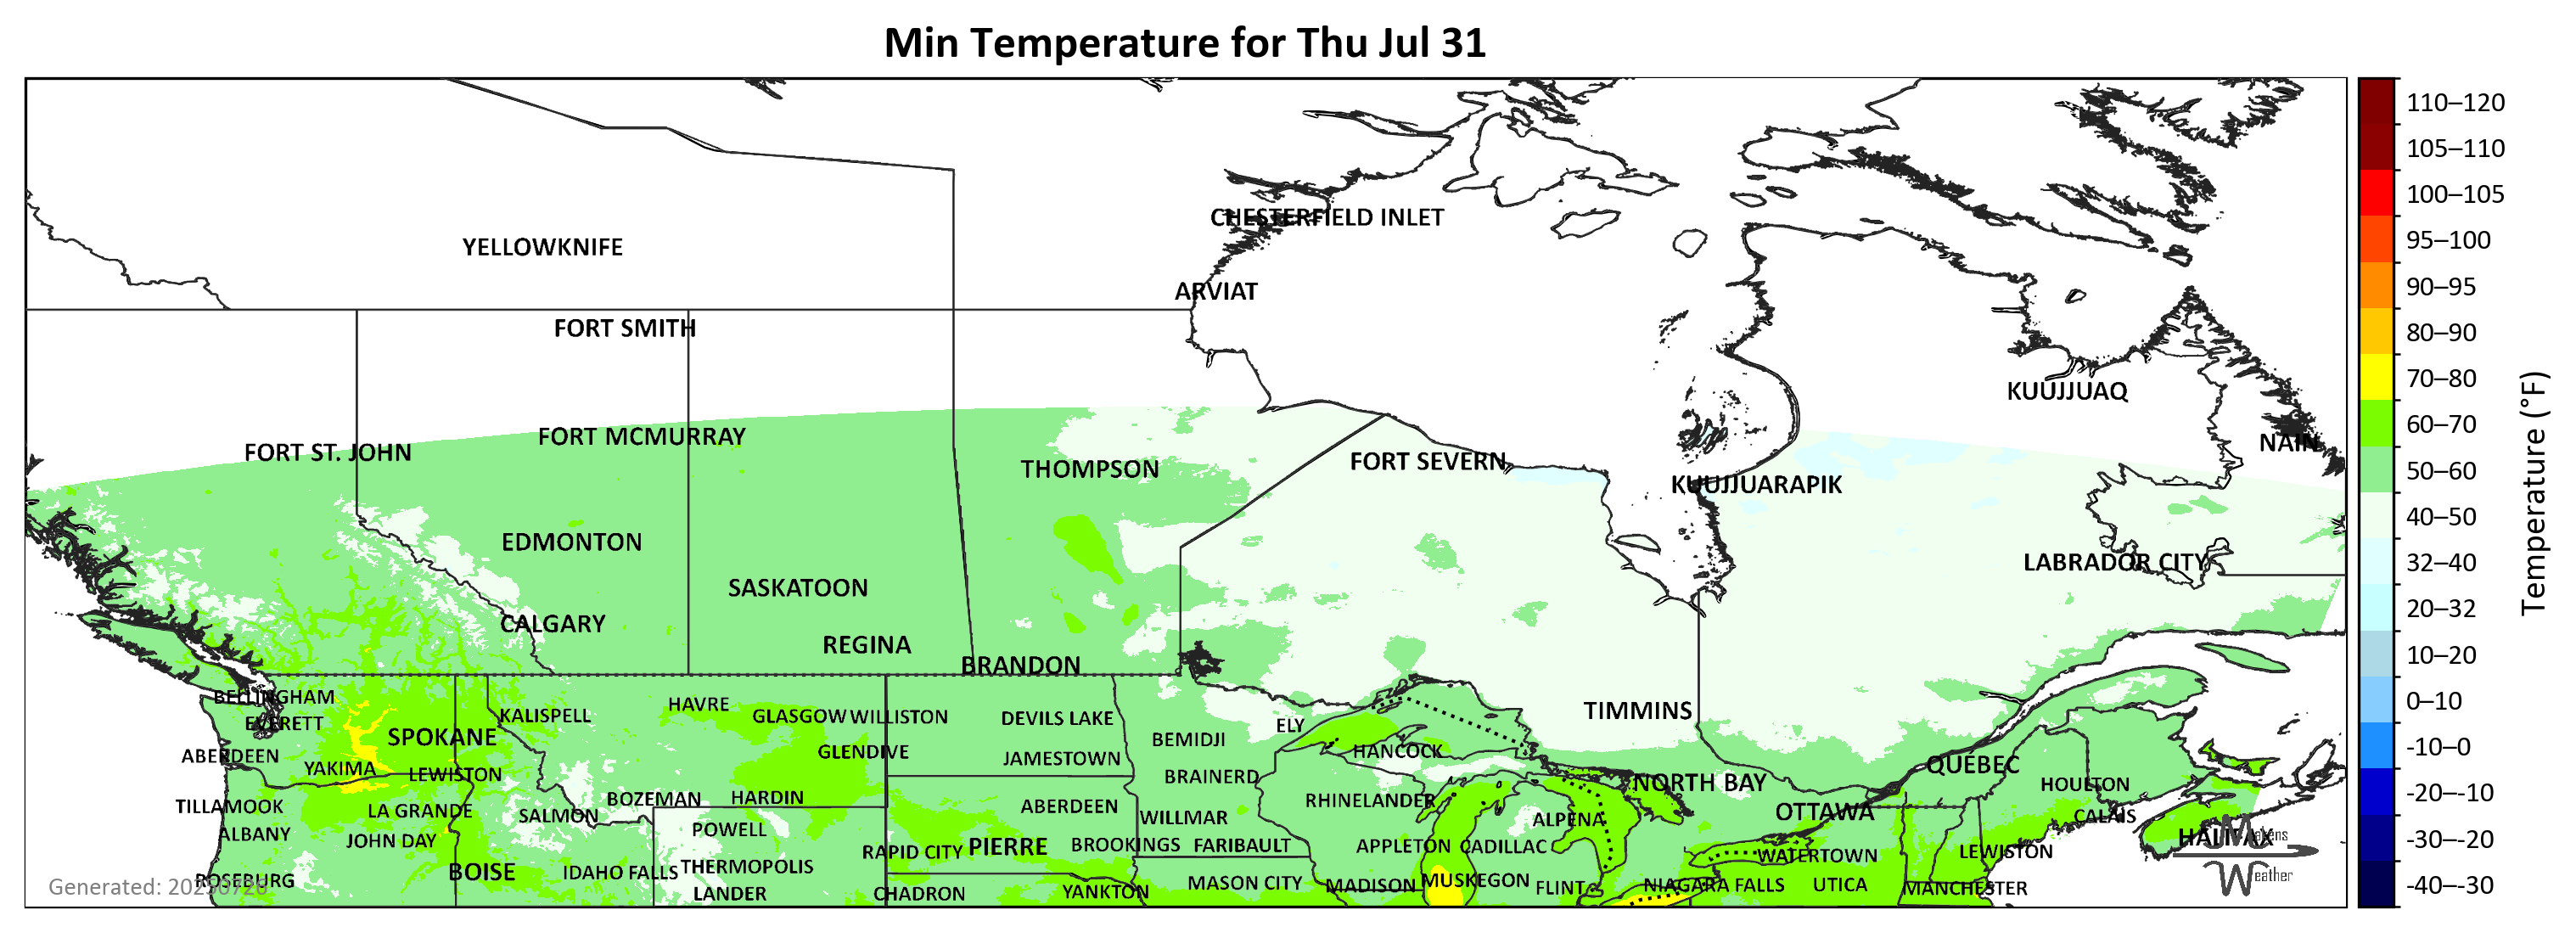 Min Temperature for Thu Jul 31
110–120
105–110
100–105
95–100
90–95
80–90
70–80
60–70
50–60
40–50
32–40
20–32
10–20
0–10
-10–0
-20–-10
-30–-20
-40–-30
Temperature (°F)
CHESTERFIELD INLET
YELLOWKNIFE
ARVIAT
FORT SMITH
KUUJJUAQ
FORT MCMURRAY
NAIN
FORT ST. JOHN
FORT SEVERN
THOMPSON
KUUJJUARAPIK
EDMONTON
LABRADOR CITY
SASKATOON
CALGARY
REGINA
BRANDON
BELLINGHAM
HAVRE
TIMMINS
KALISPELL
GLASGOW
WILLISTON
DEVILS LAKE
EVERETT
ELY
SPOKANE
BEMIDJI
HANCOCK
GLENDIVE
ABERDEEN
JAMESTOWN
QUÉBEC
YAKIMA
LEWISTON
BRAINERD
NORTH BAY
HOULTON
BOZEMAN
HARDIN
RHINELANDER
TILLAMOOK
ABERDEEN
LA GRANDE
SALMON
WILLMAR
ALPENA
OTTAWA
CALAIS
ALBANY
POWELL
JOHN DAY
HALIFAX
RAPID CITY
PIERRE
BROOKINGS
FARIBAULT
APPLETON
CADILLAC
WATERTOWN
LEWISTON
BOISE
IDAHO FALLS
THERMOPOLIS
ROSEBURG
MASON CITY
MADISON
MUSKEGON
FLINT
NIAGARA FALLS
UTICA
MANCHESTER
LANDER
CHADRON
YANKTON
Generated: 20250726
Makens
Weather